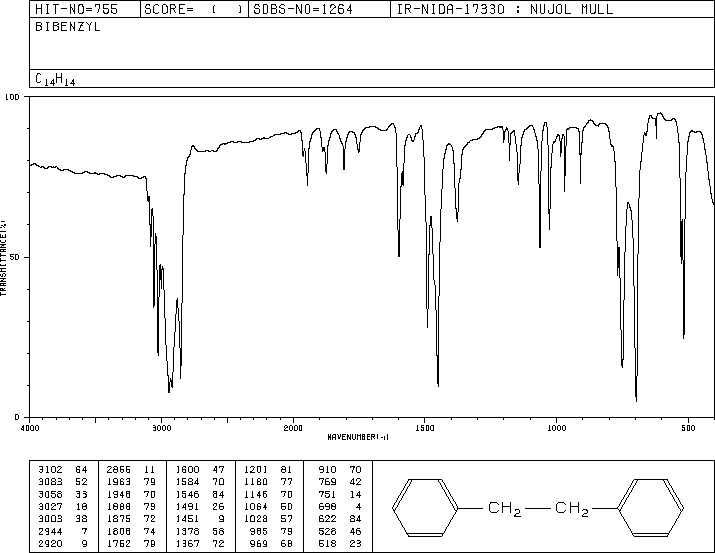 HIT-NO=755 SCORE= ( ) SDBS-NO=1264 IR-NIDA-17330 : NUJOL MULL
BIBENZYL
C14H14
100
50
0
TRANSMITTANCE(%)
4000 3000 2000 1500 1000 500
WAVENUMBER(-1)
3102 64 2866 11 1600 47 1201 81 910 70
3083 52 1963 79 1584 70 1180 77 769 42
3058 33 1948 70 1546 84 1146 70 751 14
3027 18 1888 79 1491 26 1064 50 698 4
3003 38 1875 72 1451 9 1028 57 622 84
2944 7 1808 74 1378 58 985 79 528 46
2920 9 1752 79 1367 72 969 68 518 23
CH2 CH2